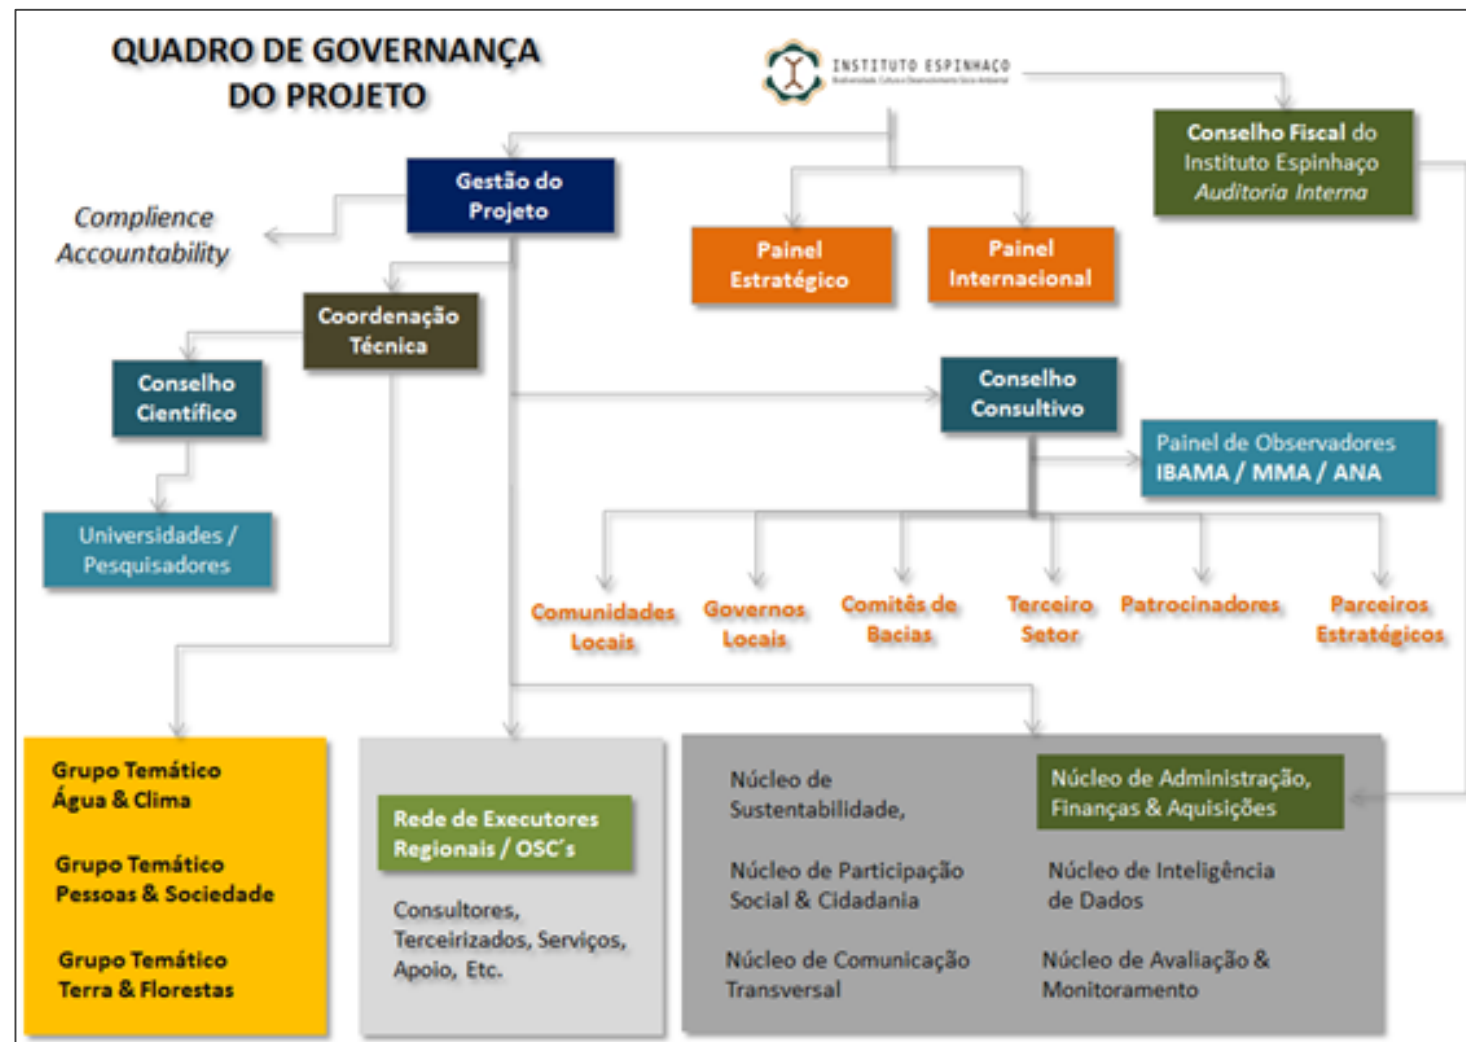 QUADRO DE GOVERNANÇA
DO PROJETO
INSTITUTO ESPINHAÇO
Biodiversidade, Cultura e Desenvolvimento Sócio Ambiental
Conselho Fiscal do
Instituto Espinhaço
Auditoria Interna
Gestão do
Projeto
Complience
Accountability
Painel
Estratégico
Painel
Internacional
Coordenação
Técnica
Conselho
Científico
Conselho
Consultivo
Painel de Observadores
IBAMA / MMA / ANA
Universidades /
Pesquisadores
Comunidades
Locais
Governos
Locais
Comitês de
Bacias
Terceiro
Setor
Patrocinadores
Parceiros
Estratégicos
Grupo Temático
Água & Clima
Grupo Temático
Pessoas & Sociedade
Grupo Temático
Terra & Florestas
Rede de Executores
Regionais / OSC´s
Consultores,
Terceirizados, Serviços,
Apoio, Etc.
Núcleo de
Sustentabilidade,
Núcleo de Administração,
Finanças & Aquisições
Núcleo de Participação
Social & Cidadania
Núcleo de Inteligência
de Dados
Núcleo de Comunicação
Transversal
Núcleo de Avaliação &
Monitoramento